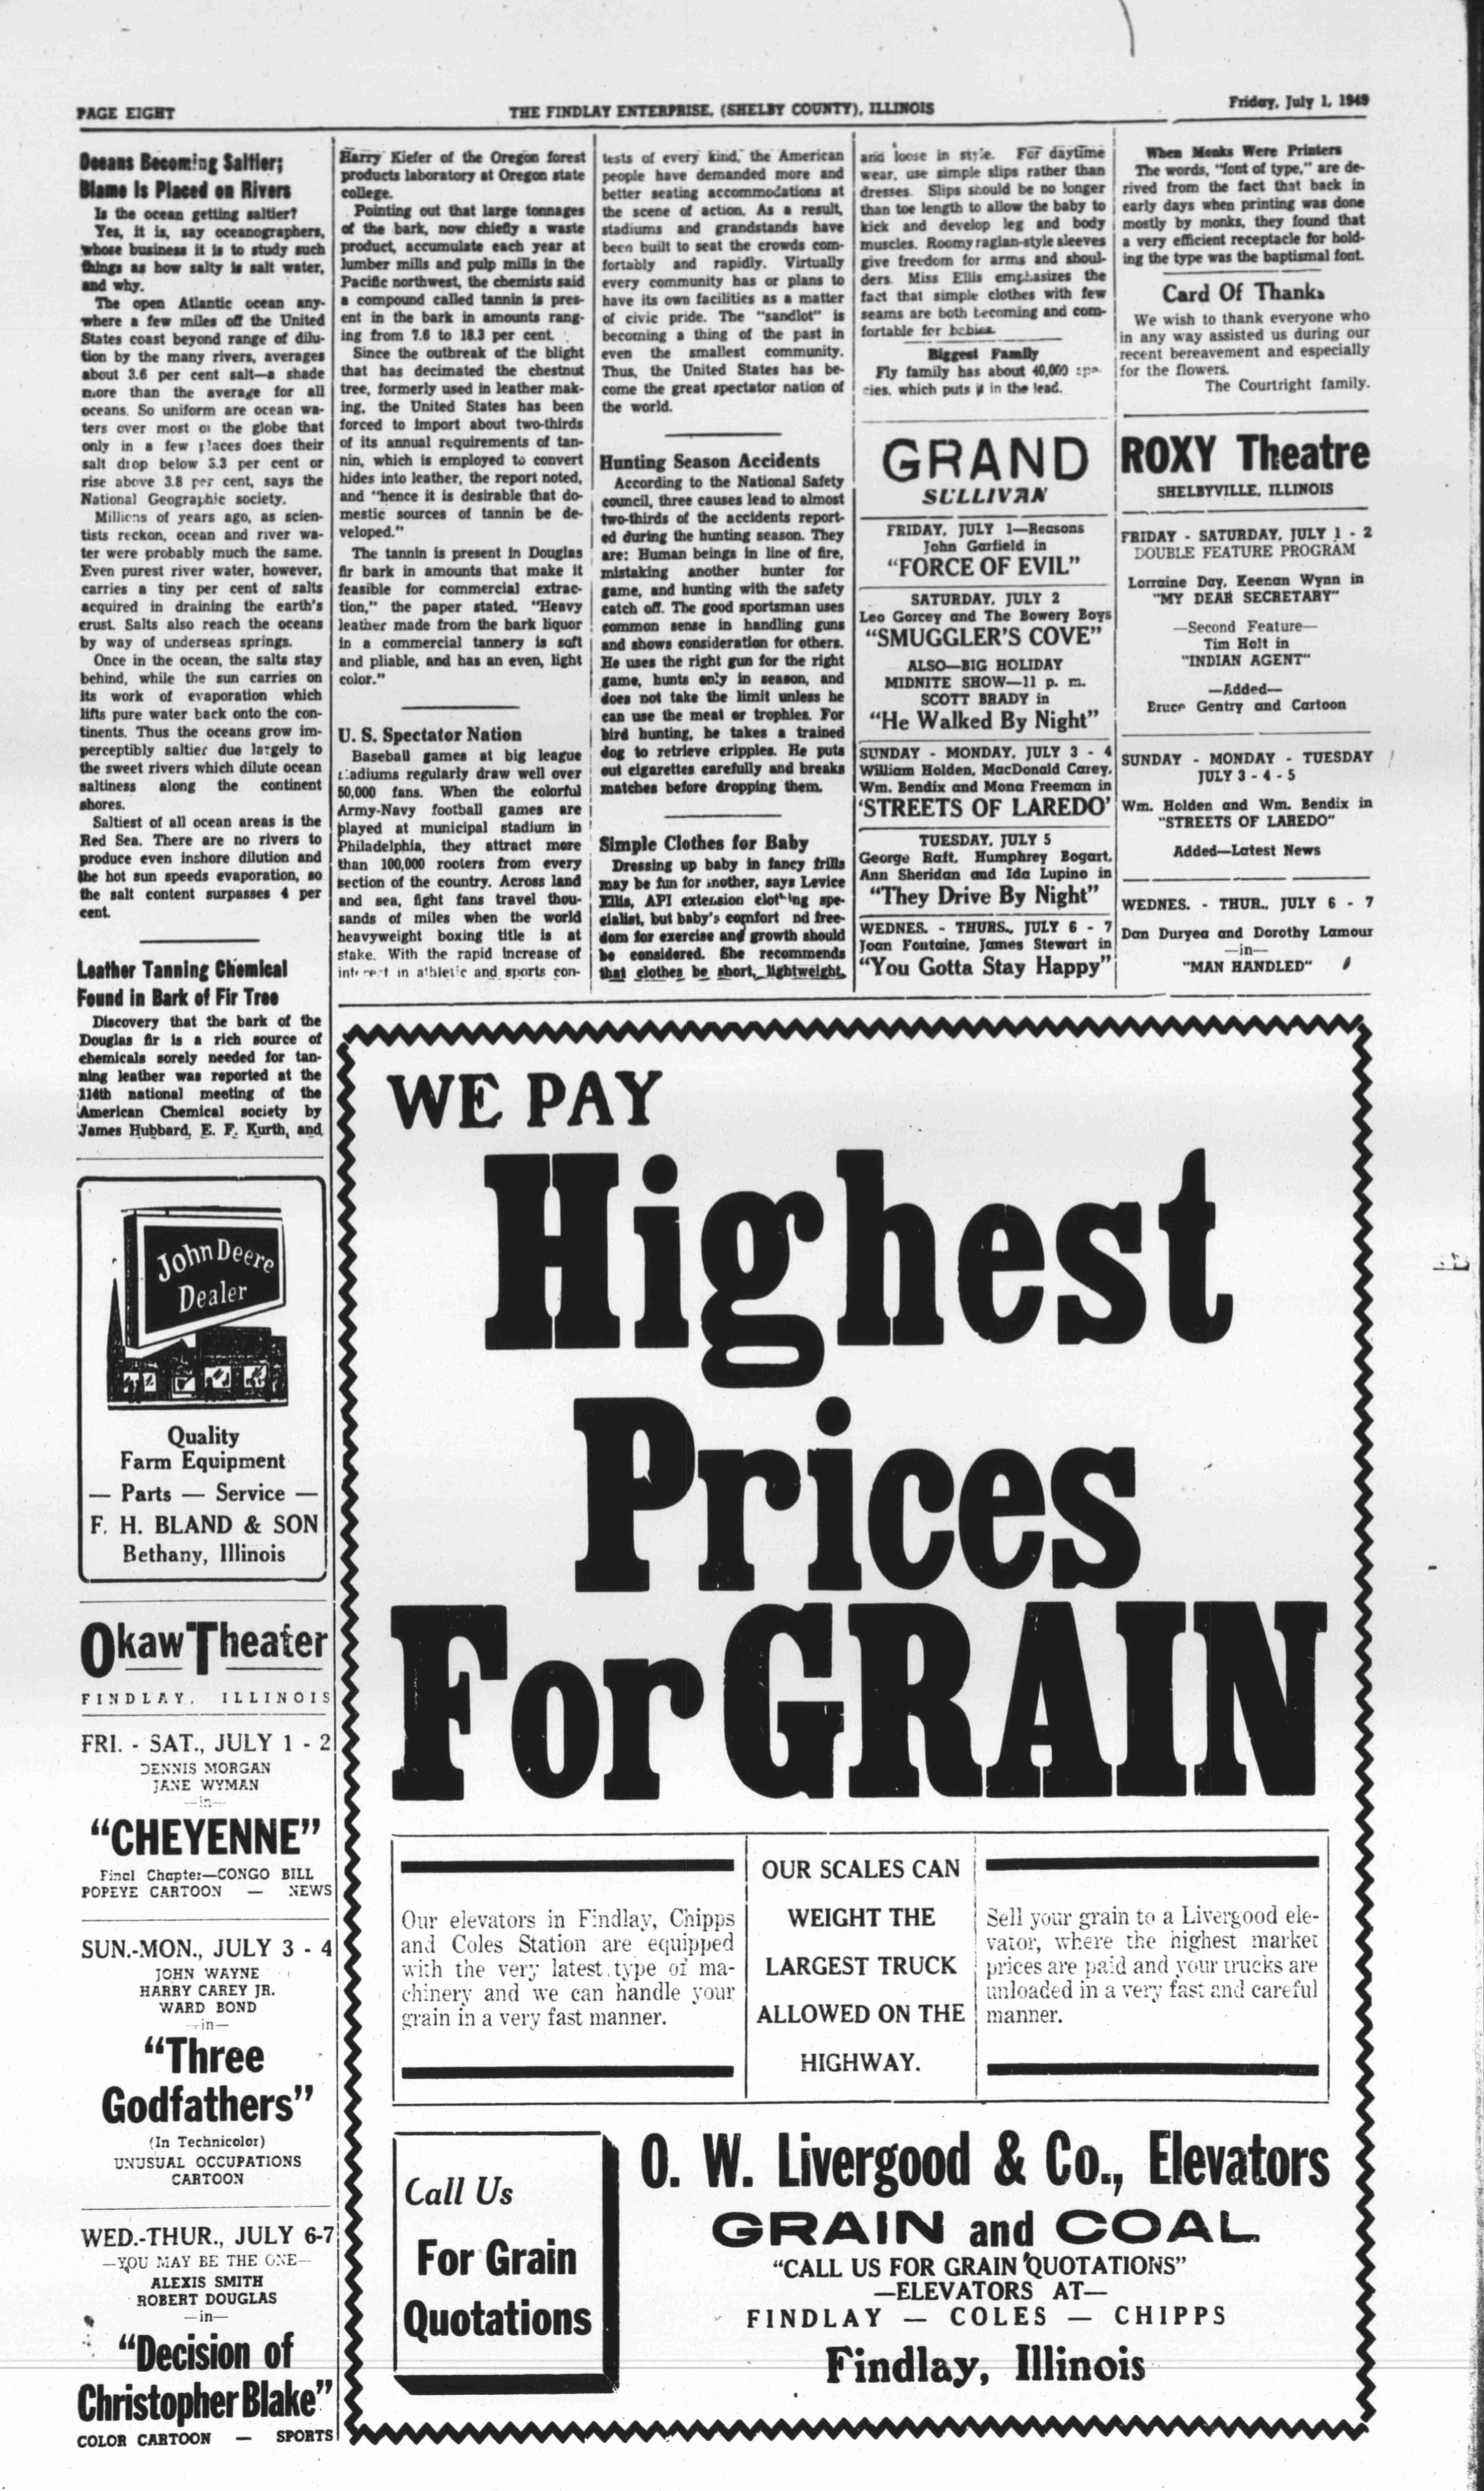 PAGE EIGHT
THE FINDLAY ENTERPRISE, (SHELBY COUNTY), ILLINOIS
Friday, July 1, 1949
Oceans Becoming Saltier;
Blame Is Placed on Rivers
Is the ocean getting saltier?
Yes, it is, say oceanographers,
whose business it is to study such
things as how salty is salt water,
and why.
The open Atlantic ocean any-
where a few miles off the United
States coast beyond range of dilu-
tion by the many rivers, averages
about 3.6 per cent salt—a shade
more than the average for all
oceans. So uniform are ocean wa-
ters over most of the globe that
only in a few places does their
salt drop below 3.3 per cent or
rise above 3.8 per cent, says the
National Geographic society.
Millions of years ago, as scien-
tists reckon, ocean and river wa-
ter were probably much the same.
Even purest river water, however,
carries a tiny per cent of salts
acquired in draining the earth's
crust. Salts also reach the oceans
by way of underseas springs.
Once in the ocean, the salts stay
behind, while the sun carries on
its work of evaporation which
lifts pure water back onto the con-
tinents. Thus the oceans grow im-
perceptibly saltier due largely to
the sweet rivers which dilute ocean
saltiness along the continent
shores.
Saltiest of all ocean areas is the
Red Sea. There are no rivers to
produce even inshore dilution and
the hot sun speeds evaporation, so
the salt content surpasses 4 per
cent.
Leather Tanning Chemical
Found in Bark of Fir Tree
Discovery that the bark of the
Douglas fir is a rich source of
chemicals sorely needed for tan-
ning leather was reported at the
114th national meeting of the
American Chemical society by
James Hubbard, E. F. Kurth, and
Harry Kiefer of the Oregon forest
products laboratory at Oregon state
college.
Pointing out that large tonnages
of the bark, now chiefly a waste
product, accumulate each year at
lumber mills and pulp mills in the
Pacific northwest, the chemists said
a compound called tannin is pres-
ent in the bark in amounts rang-
ing from 7.6 to 18.3 per cent.
Since the outbreak of the blight
that has decimated the chestnut
tree, formerly used in leather mak-
ing, the United States has been
forced to import about two-thirds
of its annual requirements of tan-
nin, which is employed to convert
hides into leather, the report noted,
and "hence it is desirable that do-
mestic sources of tannin be de-
veloped."
The tannin is present in Douglas
fir bark in amounts that make it
feasible for commercial extrac-
tion," the paper stated. "Heavy
leather made from the bark liquor
in a commercial tannery is soft
and pliable, and has an even, light
color."
U. S. Spectator Nation
Baseball games at big league
stadiums regularly draw well over
50,000 fans. When the colorful
Army-Navy football games are
played at municipal stadium in
Philadelphia, they attract more
than 100,000 rooters from every
section of the country. Across land
and sea, fight fans travel thou-
sands of miles when the world
heavyweight boxing title is at
stake. With the rapid increase of
interest in athletic and sports con-
tests of every kind, the American
people have demanded more and
better seating accommodations at
the scene of action. As a result,
stadiums and grandstands have
been built to seat the crowds com-
fortably and rapidly. Virtually
every community has or plans to
have its own facilities as a matter
of civic pride. The "sandlot" is
becoming a thing of the past in
even the smallest community.
Thus, the United States has be-
come the great spectator nation of
the world.
Hunting Season Accidents
According to the National Safety
council, three causes lead to almost
two-thirds of the accidents report-
ed during the hunting season. They
are: Human beings in line of fire,
mistaking another hunter for
game, and hunting with the safety
catch off. The good sportsman uses
common sense in handling guns
and shows consideration for others.
He uses the right gun for the right
game, hunts only in season, and
does not take the limit unless he
can use the meat or trophies. For
bird hunting, he takes a trained
dog to retrieve cripples. He puts
out cigarettes carefully and breaks
matches before dropping them.
Simple Clothes for Baby
Dressing up baby in fancy frills
may be fun for mother, says Levice
Ellis, API extension clothing spe-
cialist, but baby's comfort nd free-
dom for exercise and growth should
be considered. She recommends
that clothes be short, lightweight,
and loose in style. For daytime
wear, use simple slips rather than
dresses. Slips should be no longer
than toe length to allow the baby to
kick and develop leg and body
muscles. Roomy raglan-style sleeves
give freedom for arms and shoul-
ders. Miss Ellis emphasizes the
fact that simple clothes with few
seams are both becoming and com-
fortable for babies.
Biggest Family
Fly family has about 40,000 spe-
cies, which puts it in the lead.
When Monks Were Printers
The words, "font of type," are de-
rived from the fact that back in
early days when printing was done
mostly by monks, they found that
a very efficient receptacle for hold-
ing the type was the baptismal font.
Card Of Thanks
We wish to thank everyone who
in any way assisted us during our
recent bereavement and especially
for the flowers.
The Courtright family.
GRAND
SULLIVAN
FRIDAY, JULY 1—Reasons
John Garfield in
"FORCE OF EVIL"
SATURDAY, JULY 2
Leo Gorcey and The Bowery Boys
"SMUGGLER'S COVE"
ALSO—BIG HOLIDAY
MIDNITE SHOW—11 p. m.
SCOTT BRADY in
"He Walked By Night"
SUNDAY - MONDAY, JULY 3 - 4
William Holden, MacDonald Carey,
Wm. Bendix and Mona Freeman in
'STREETS OF LAREDO'
TUESDAY, JULY 5
George Raft, Humphrey Bogart,
Ann Sheridan and Ida Lupino in
"They Drive By Night"
WEDNES. - THURS., JULY 6 - 7
Joan Fontaine, James Stewart in
"You Gotta Stay Happy"
ROXY Theatre
SHELBYVILLE, ILLINOIS
FRIDAY - SATURDAY, JULY 1 - 2
DOUBLE FEATURE PROGRAM
Lorraine Day, Keenan Wynn in
"MY DEAR SECRETARY"
—Second Feature—
Tim Holt in
"INDIAN AGENT"
—Added—
Bruce Gentry and Cartoon
SUNDAY - MONDAY - TUESDAY
JULY 3 - 4 - 5
Wm. Holden and Wm. Bendix in
"STREETS OF LAREDO"
Added—Latest News
WEDNES. - THUR., JULY 6 - 7
Dan Duryea and Dorothy Lamour
—in—
"MAN HANDLED"
John Deere
Dealer
Quality
Farm Equipment
— Parts — Service —
F. H. BLAND & SON
Bethany, Illinois
Okaw Theater
FINDLAY, ILLINOIS
FRI. - SAT., JULY 1 - 2
DENNIS MORGAN
JANE WYMAN
—in—
"CHEYENNE"
Final Chapter—CONGO BILL
POPEYE CARTOON — NEWS
SUN.-MON., JULY 3 - 4
JOHN WAYNE
HARRY CAREY JR.
WARD BOND
—in—
"Three
Godfathers"
(In Technicolor)
UNUSUAL OCCUPATIONS
CARTOON
WED.-THUR., JULY 6-7
—YOU MAY BE THE ONE—
ALEXIS SMITH
ROBERT DOUGLAS
—in—
"Decision of
Christopher Blake"
COLOR CARTOON — SPORTS
WE PAY
Highest
Prices
For GRAIN
Our elevators in Findlay, Chipps
and Coles Station are equipped
with the very latest type of ma-
chinery and we can handle your
grain in a very fast manner.
OUR SCALES CAN
WEIGHT THE
LARGEST TRUCK
ALLOWED ON THE
HIGHWAY.
Sell your grain to a Livergood ele-
vator, where the highest market
prices are paid and your trucks are
unloaded in a very fast and careful
manner.
Call Us
For Grain
Quotations
O. W. Livergood & Co., Elevators
GRAIN and COAL
"CALL US FOR GRAIN QUOTATIONS"
—ELEVATORS AT—
FINDLAY — COLES — CHIPPS
Findlay, Illinois